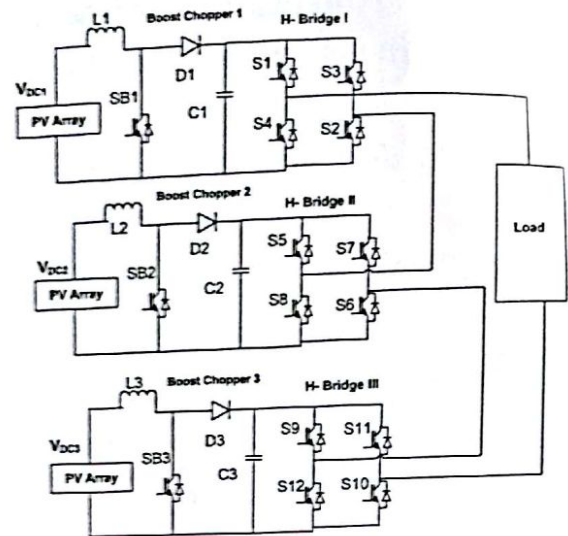 L1
Boost Chopper 1
H- Bridge I
VDC1
PV Array
SB1
D1
C1
S1
S3
S4
S2
Boost Chopper 2
H- Bridge II
L2
VDC2
PV Array
SB2
D2
C2
S5
S7
S8
S6
Load
L3
Boost Chopper 3
H- Bridge III
VDC3
PV Array
SB3
D3
C3
S9
S11
S12
S10